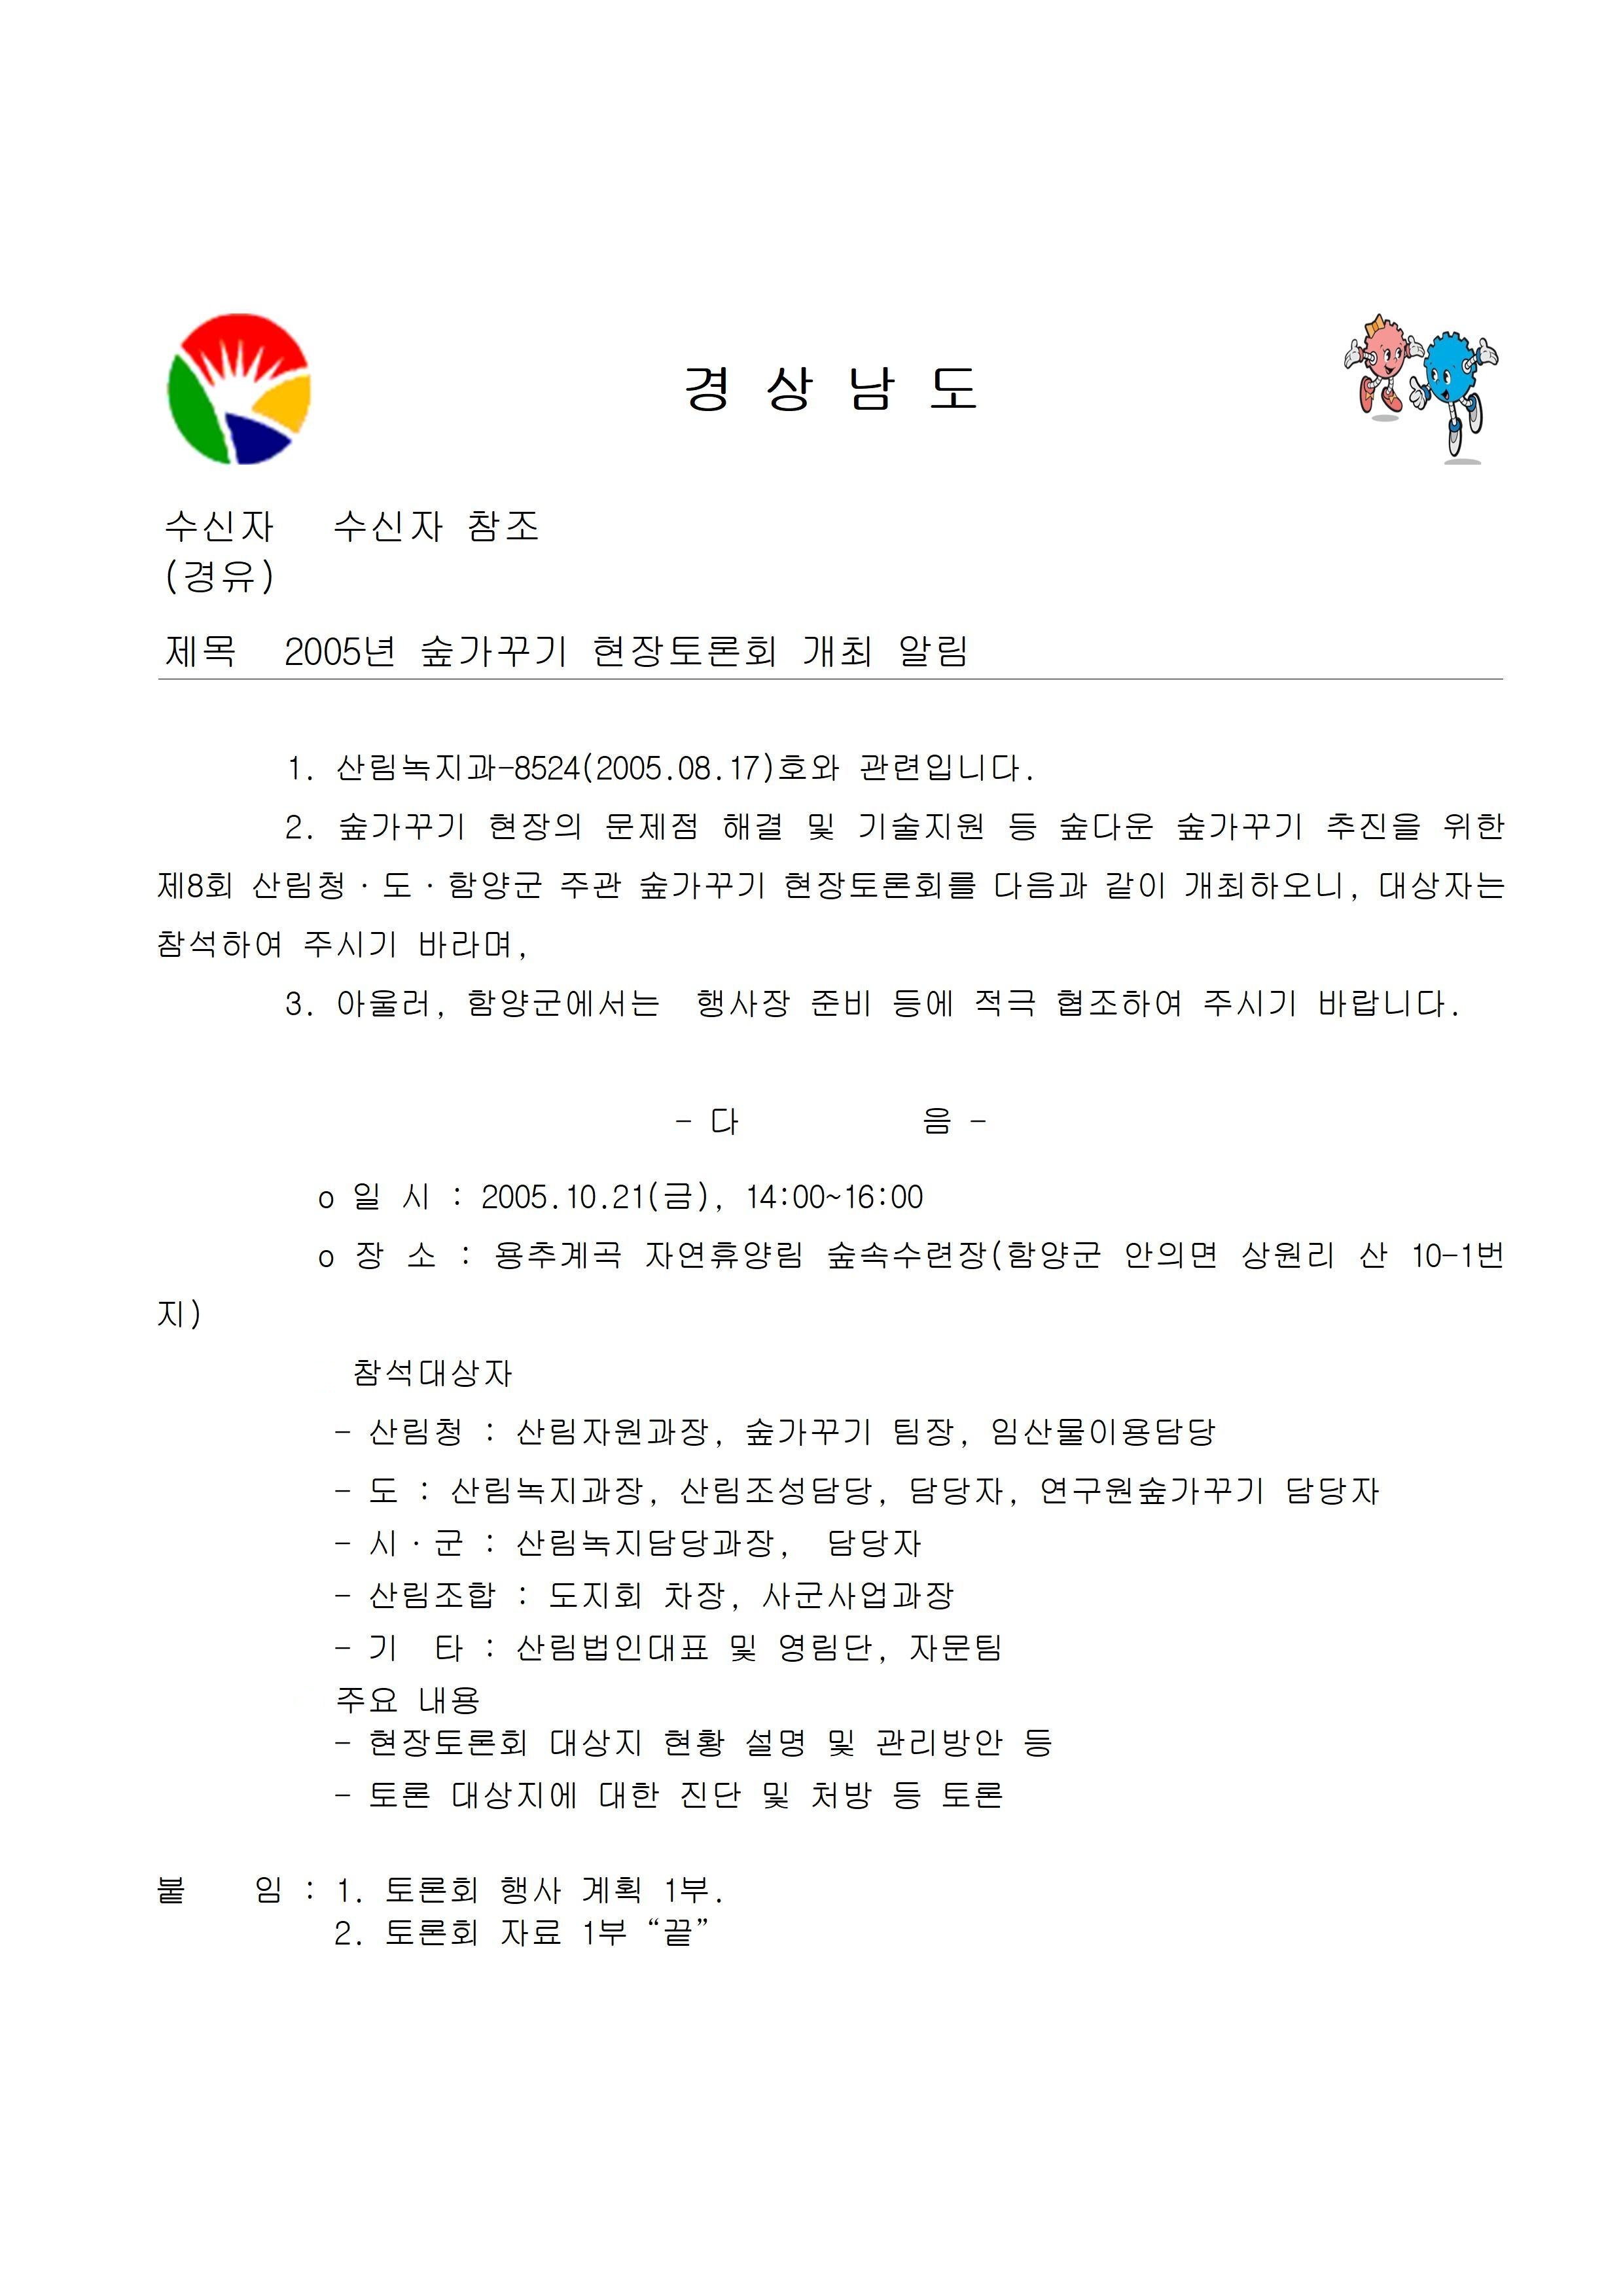 경 상 남 도
수신자 수신자 참조
(경유)
제목 2005년 숲가꾸기 현장토론회 개최 알림
1. 산림녹지과-8524(2005.08.17)호와 관련입니다.
2. 숲가꾸기 현장의 문제점 해결 및 기술지원 등 숲다운 숲가꾸기 추진을 위한
제8회 산림청·도·함양군 주관 숲가꾸기 현장토론회를 다음과 같이 개최하오니, 대상자는
참석하여 주시기 바라며,
3. 아울러, 함양군에서는 행사장 준비 등에 적극 협조하여 주시기 바랍니다.
- 다 음 -
o 일 시 : 2005.10.21(금), 14:00~16:00
o 장 소 : 용추계곡 자연휴양림 숲속수련장(함양군 안의면 상원리 산 10-1번
지)
참석대상자
- 산림청 : 산림자원과장, 숲가꾸기 팀장, 임산물이용담당
- 도 : 산림녹지과장, 산림조성담당, 담당자, 연구원숲가꾸기 담당자
- 시·군 : 산림녹지담당과장, 담당자
- 산림조합 : 도지회 차장, 사군사업과장
- 기 타 : 산림법인대표 및 영림단, 자문팀
주요 내용
- 현장토론회 대상지 현황 설명 및 관리방안 등
- 토론 대상지에 대한 진단 및 처방 등 토론
붙 임 : 1. 토론회 행사 계획 1부.
2. 토론회 자료 1부 “끝”